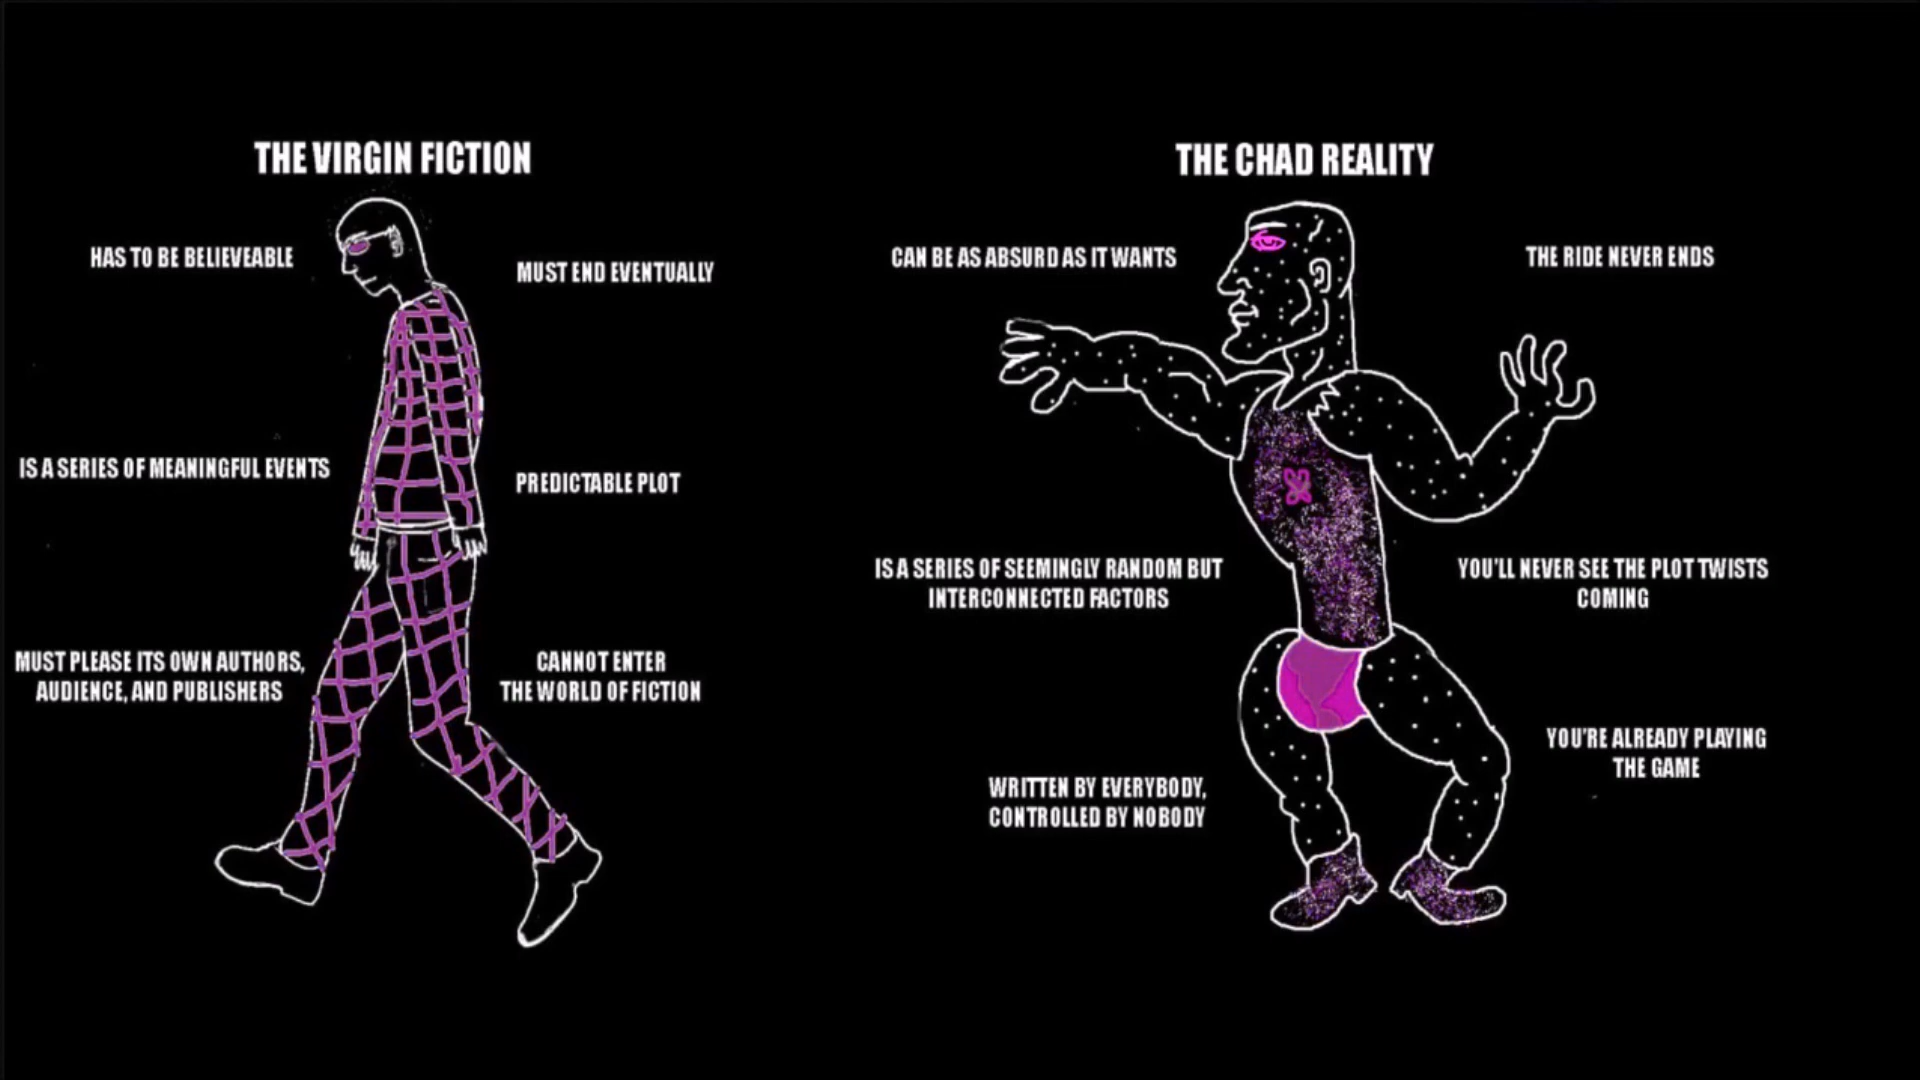 THE VIRGIN FICTION
HAS TO BE BELIEVEABLE
MUST END EVENTUALLY
IS A SERIES OF MEANINGFUL EVENTS
PREDICTABLE PLOT
MUST PLEASE ITS OWN AUTHORS,
AUDIENCE, AND PUBLISHERS
CANNOT ENTER
THE WORLD OF FICTION
THE CHAD REALITY
CAN BE AS ABSURD AS IT WANTS
THE RIDE NEVER ENDS
IS A SERIES OF SEEMINGLY RANDOM BUT
INTERCONNECTED FACTORS
YOU'LL NEVER SEE THE PLOT TWISTS
COMING
WRITTEN BY EVERYBODY,
CONTROLLED BY NOBODY
YOU'RE ALREADY PLAYING
THE GAME